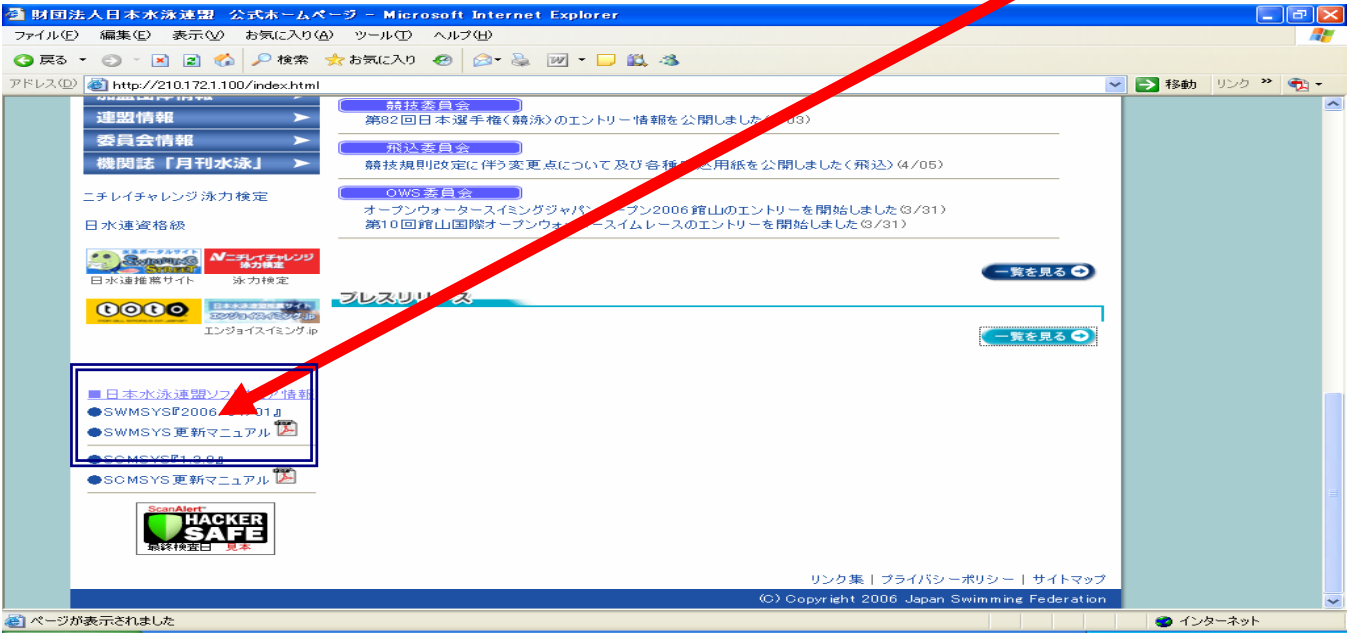 財団法人日本水泳連盟 公式ホームページ - Microsoft Internet Explorer
ファイル(F) 編集(E) 表示(V) お気に入り(A) ツール(T) ヘルプ(H)
戻る 検索 お気に入り
アドレス(D) http://210.172.1.100/index.html 移動 リンク »
連盟情報
委員会情報
機関誌「月刊水泳」
ニチレイチャレンジ泳力検定
日水連資格級
ニチレイチャレンジ
泳力検定
日水連推薦サイト 泳力検定
toto
エンジョイスイミング.jp
■日本水泳連盟ソフ 情報
●SWMSYS『2006 01』
●SWMSYS更新マニュアル
●SCMSYS『1.3.8』
●SCMSYS更新マニュアル
ScanAlert
HACKER
SAFE
最終検査日 見本
競技委員会
第82回日本選手権(競泳)のエントリー情報を公開しました 03)
飛込委員会
競技規則改定に伴う変更点について及び各種 用紙を公開しました(飛込)(4/05)
OWS委員会
オープンウォータースイミングジャパン プン2006館山のエントリーを開始しました(3/31)
第10回館山国際オープンウォ スイムレースのエントリーを開始しました(3/31)
一覧を見る
プレスリリース
一覧を見る
リンク集 | プライバシーポリシー | サイトマップ
(C) Copyright 2006 Japan Swimming Federation
ページが表示されました インターネット